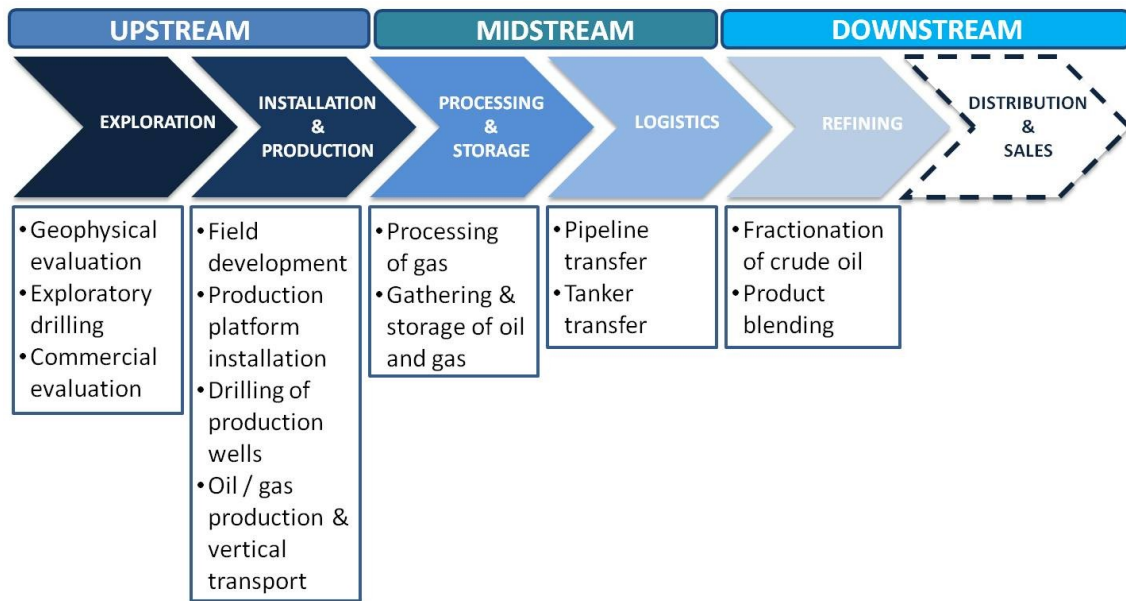 UPSTREAM
MIDSTREAM
DOWNSTREAM
EXPLORATION
INSTALLATION
&
PRODUCTION
PROCESSING
&
STORAGE
LOGISTICS
REFINING
DISTRIBUTION
&
SALES
•Geophysical
evaluation
•Exploratory
drilling
•Commercial
evaluation
•Field
development
•Production
platform
installation
•Drilling of
production
wells
•Oil / gas
production &
vertical
transport
•Processing
of gas
•Gathering &
storage of oil
and gas
•Pipeline
transfer
•Tanker
transfer
•Fractionation
of crude oil
•Product
blending